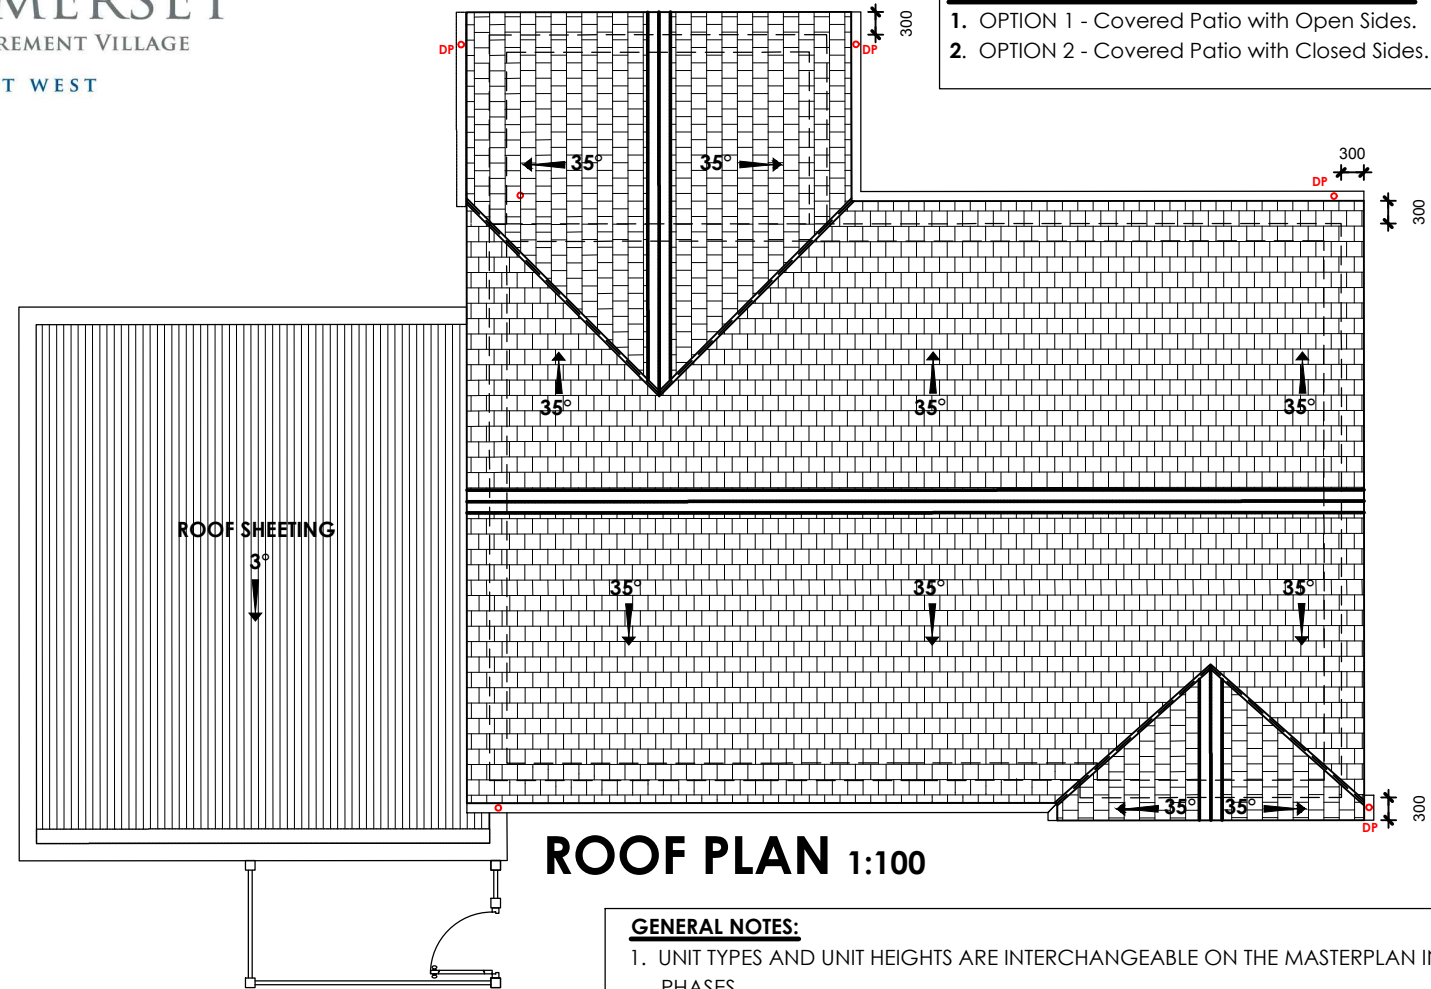 REMENT VILLAGE
T WEST
1. OPTION 1 - Covered Patio with Open Sides.
2. OPTION 2 - Covered Patio with Closed Sides.
300
DP
DP
35°
35°
300
DP
300
35°
35°
35°
ROOF SHEETING
3°
35°
35°
35°
35°
35°
300
DP
ROOF PLAN 1:100
GENERAL NOTES:
1. UNIT TYPES AND UNIT HEIGHTS ARE INTERCHANGEABLE ON THE MASTERPLAN IN
PHASES